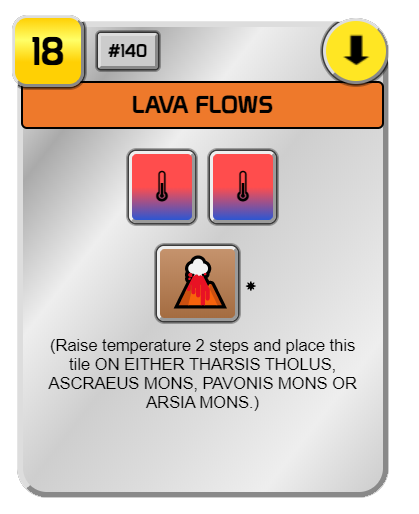 18
#140
LAVA FLOWS
(Raise temperature 2 steps and place this
tile ON EITHER THARSIS THOLUS,
ASCRAEUS MONS, PAVONIS MONS OR
ARSIA MONS.)